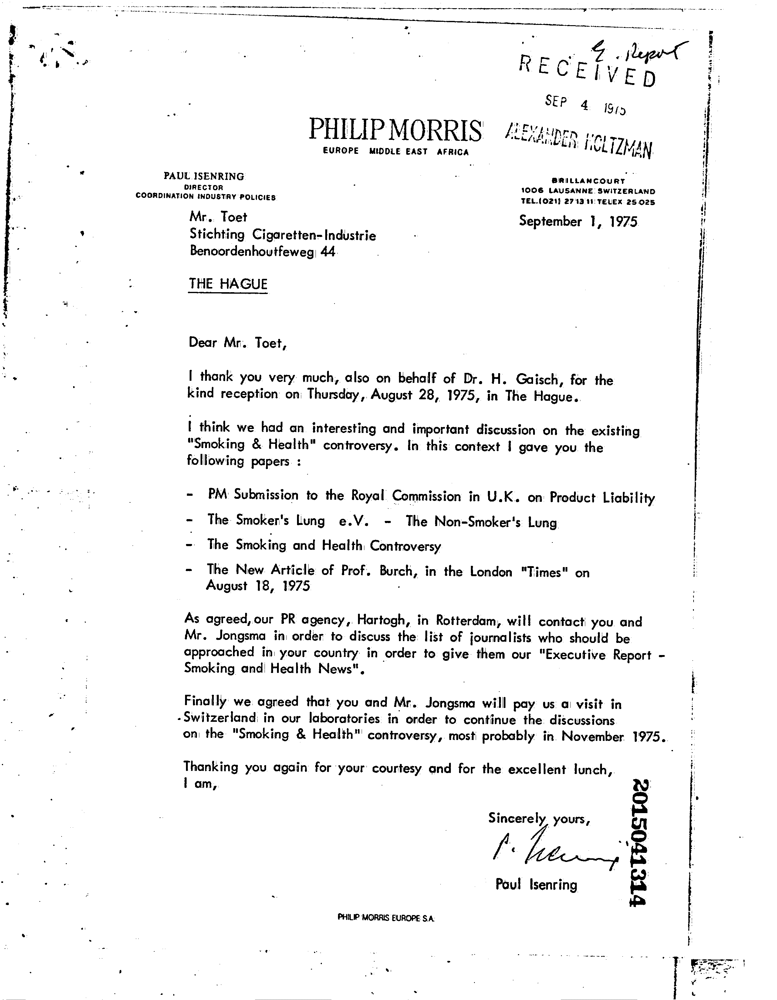 E. Report
RECEIVED
SEP 4 1975
ALEXANDER HOLTZMAN
PHILIP MORRIS
EUROPE MIDDLE EAST AFRICA
PAUL ISENRING
DIRECTOR
COORDINATION INDUSTRY POLICIES
BRILLANCOURT
1006 LAUSANNE SWITZERLAND
TEL.(021) 27 13 11 TELEX 25 025
Mr. Toet
Stichting Cigaretten-Industrie
Benoordenhoutfeweg 44
September 1, 1975
THE HAGUE
Dear Mr. Toet,
I thank you very much, also on behalf of Dr. H. Gaisch, for the
kind reception on Thursday, August 28, 1975, in The Hague.
I think we had an interesting and important discussion on the existing
"Smoking & Health" controversy. In this context I gave you the
following papers :
- PM Submission to the Royal Commission in U.K. on Product Liability
- The Smoker's Lung e.V. - The Non-Smoker's Lung
- The Smoking and Health Controversy
- The New Article of Prof. Burch, in the London "Times" on
August 18, 1975
As agreed, our PR agency, Hartogh, in Rotterdam, will contact you and
Mr. Jongsma in order to discuss the list of journalists who should be
approached in your country in order to give them our "Executive Report -
Smoking and Health News".
Finally we agreed that you and Mr. Jongsma will pay us a visit in
Switzerland in our laboratories in order to continue the discussions
on the "Smoking & Health" controversy, most probably in November 1975.
Thanking you again for your courtesy and for the excellent lunch,
I am,
Sincerely yours,
P. Isenring
Paul Isenring
PHILIP MORRIS EUROPE S.A.
2015041314